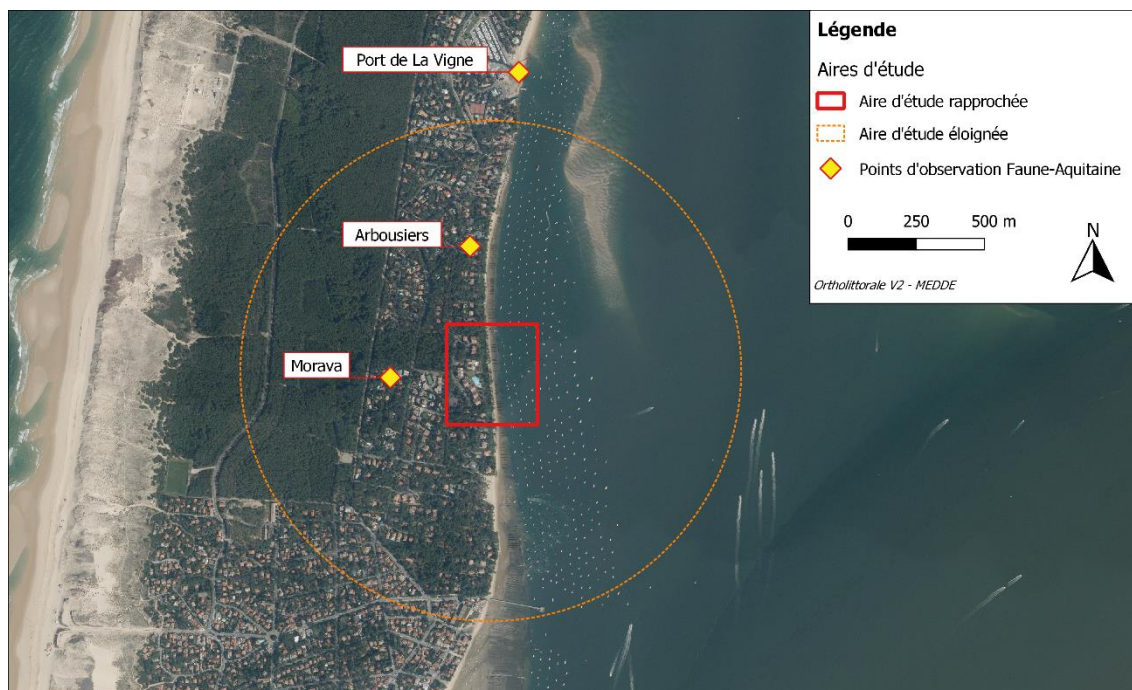 Port de La Vigne
Arbousiers
Morava
Légende
Aires d'étude
Aire d'étude rapprochée
Aire d'étude éloignée
Points d'observation Faune-Aquitaine
0 250 500 m
N
Ortholittorale V2 - MEDDE